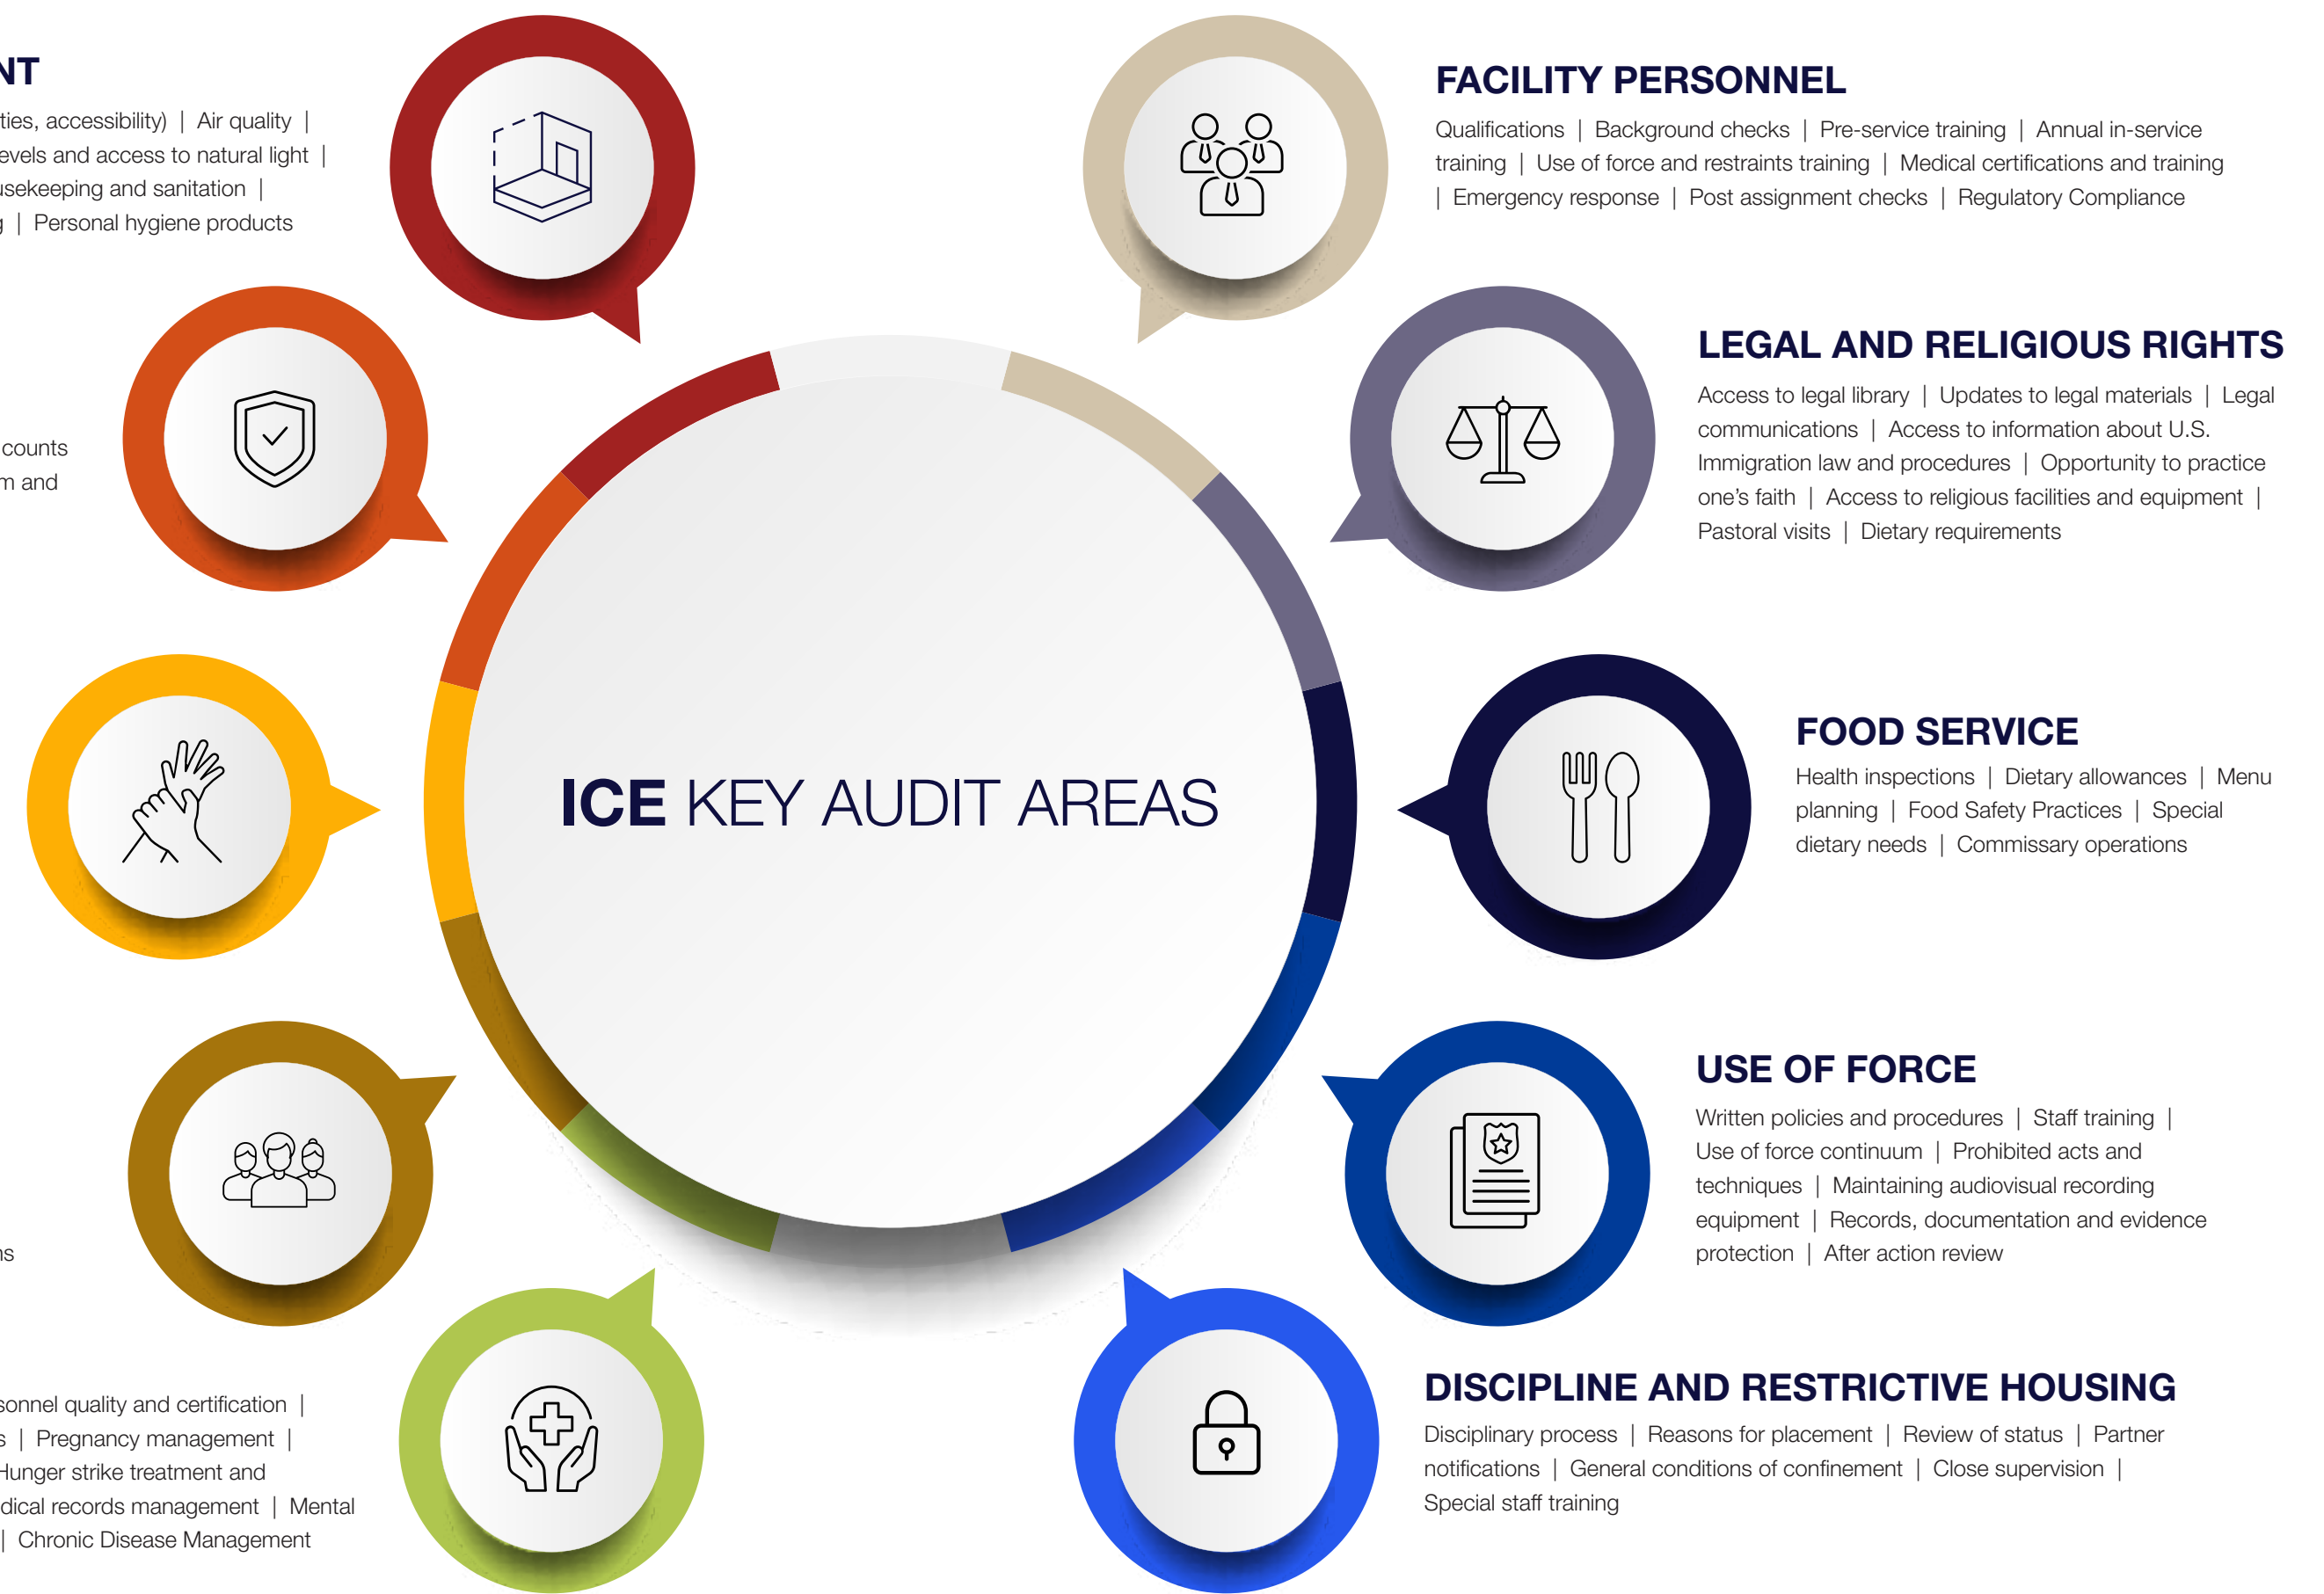 NT
accessibility) | Air quality |
and access to natural light |
and sanitation |
| Personal hygiene products
counts
and
and certification |
| Pregnancy management |
Hunger strike treatment and
records management | Mental
| Chronic Disease Management
ICE KEY AUDIT AREAS
FACILITY PERSONNEL
Qualifications | Background checks | Pre-service training | Annual in-service
training | Use of force and restraints training | Medical certifications and training
| Emergency response | Post assignment checks | Regulatory Compliance
LEGAL AND RELIGIOUS RIGHTS
Access to legal library | Updates to legal materials | Legal
communications | Access to information about U.S.
Immigration law and procedures | Opportunity to practice
one's faith | Access to religious facilities and equipment |
Pastoral visits | Dietary requirements
FOOD SERVICE
Health inspections | Dietary allowances | Menu
planning | Food Safety Practices | Special
dietary needs | Commissary operations
USE OF FORCE
Written policies and procedures | Staff training |
Use of force continuum | Prohibited acts and
techniques | Maintaining audiovisual recording
equipment | Records, documentation and evidence
protection | After action review
DISCIPLINE AND RESTRICTIVE HOUSING
Disciplinary process | Reasons for placement | Review of status | Partner
notifications | General conditions of confinement | Close supervision |
Special staff training